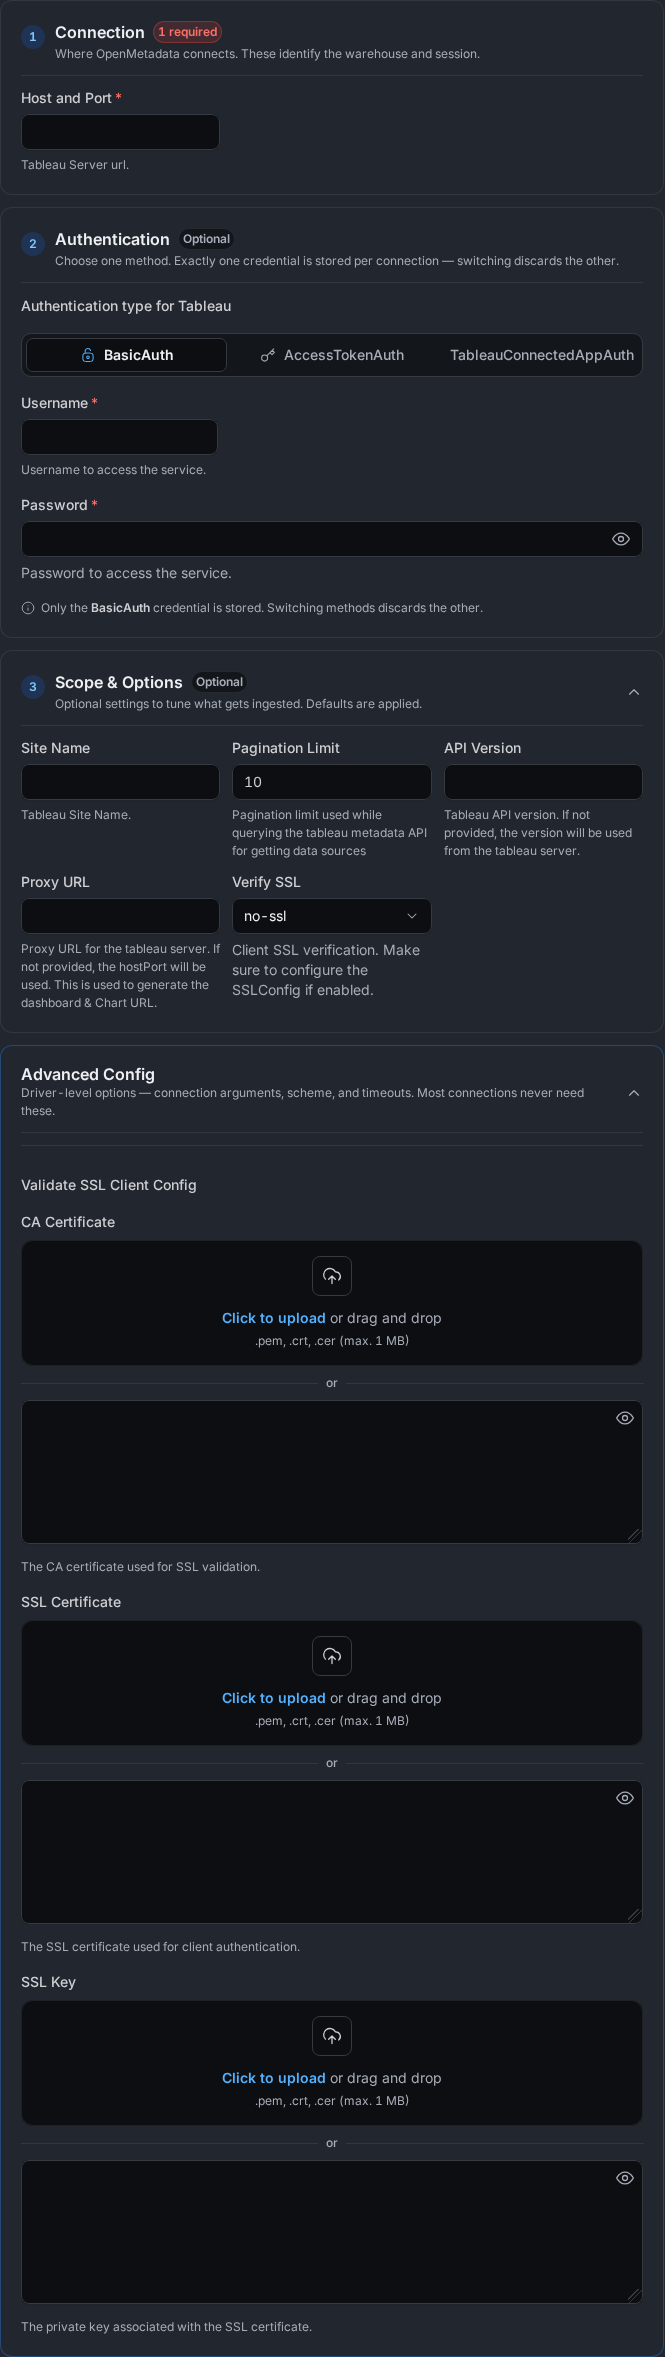 1 Connection 1 required
Where OpenMetadata connects. These identify the warehouse and session.
Host and Port *
Tableau Server url.
2 Authentication Optional
Choose one method. Exactly one credential is stored per connection — switching discards the other.
Authentication type for Tableau
BasicAuth AccessTokenAuth TableauConnectedAppAuth
Username *
Username to access the service.
Password *
Password to access the service.
Only the BasicAuth credential is stored. Switching methods discards the other.
3 Scope & Options Optional
Optional settings to tune what gets ingested. Defaults are applied.
Site Name
Tableau Site Name.
Pagination Limit
10
Pagination limit used while
querying the tableau metadata API
for getting data sources
API Version
Tableau API version. If not
provided, the version will be used
from the tableau server.
Proxy URL
Proxy URL for the tableau server. If
not provided, the hostPort will be
used. This is used to generate the
dashboard & Chart URL.
Verify SSL
no-ssl
Client SSL verification. Make
sure to configure the
SSLConfig if enabled.
Advanced Config
Driver-level options — connection arguments, scheme, and timeouts. Most connections never need
these.
Validate SSL Client Config
CA Certificate
Click to upload or drag and drop
.pem, .crt, .cer (max. 1 MB)
or
The CA certificate used for SSL validation.
SSL Certificate
Click to upload or drag and drop
.pem, .crt, .cer (max. 1 MB)
or
The SSL certificate used for client authentication.
SSL Key
Click to upload or drag and drop
.pem, .crt, .cer (max. 1 MB)
or
The private key associated with the SSL certificate.